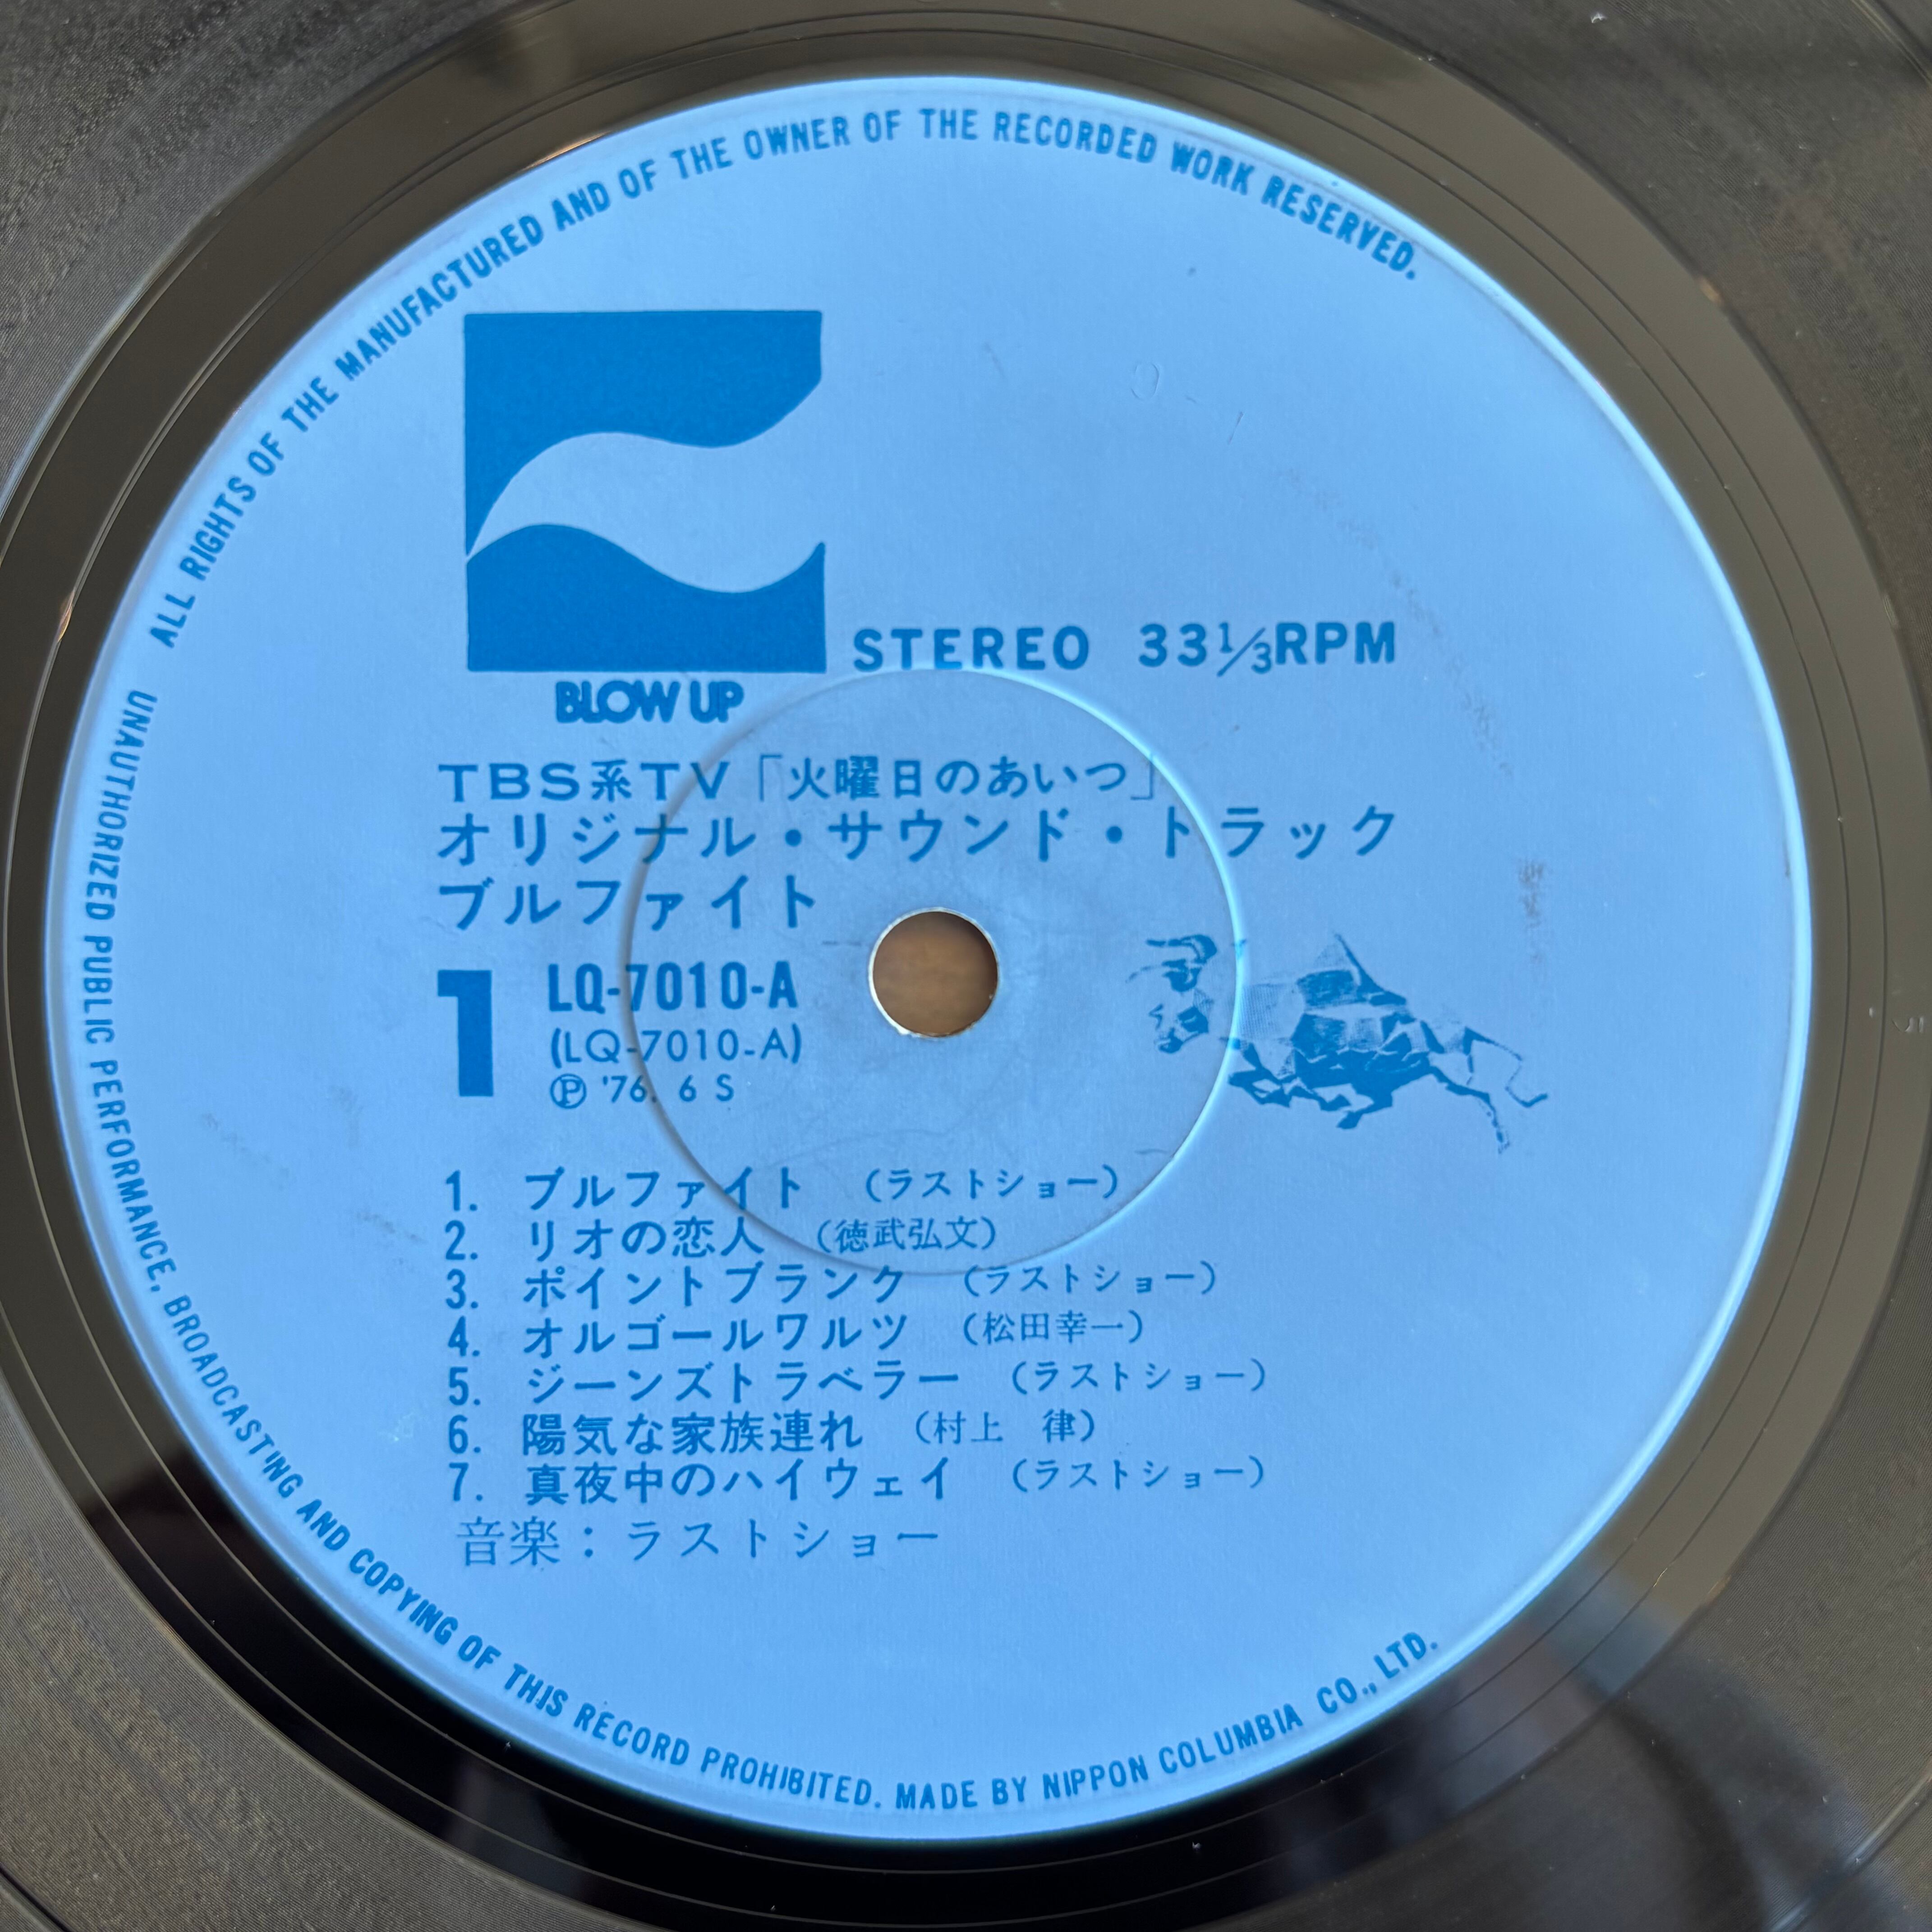 ALL RIGHTS OF THE MANUFACTURED AND OF THE OWNER OF THE RECORDED WORK RESERVED.
BLOW UP
STEREO 33 1/3 RPM
TBS系TV「火曜日のあいつ」
オリジナル・サウンド・トラック
ブルファイト
1
LQ-7010-A
(LQ-7010-A)
Ⓟ '76. 6 S
1. ブルファイト (ラストショー)
2. リオの恋人 (徳武弘文)
3. ポイントブランク (ラストショー)
4. オルゴールワルツ (松田幸一)
5. ジーンズトラベラー (ラストショー)
6. 陽気な家族連れ (村上 律)
7. 真夜中のハイウェイ (ラストショー)
音楽:ラストショー
UNAUTHORIZED PUBLIC PERFORMANCE, BROADCASTING AND COPYING OF THIS RECORD PROHIBITED. MADE BY NIPPON COLUMBIA CO., LTD.